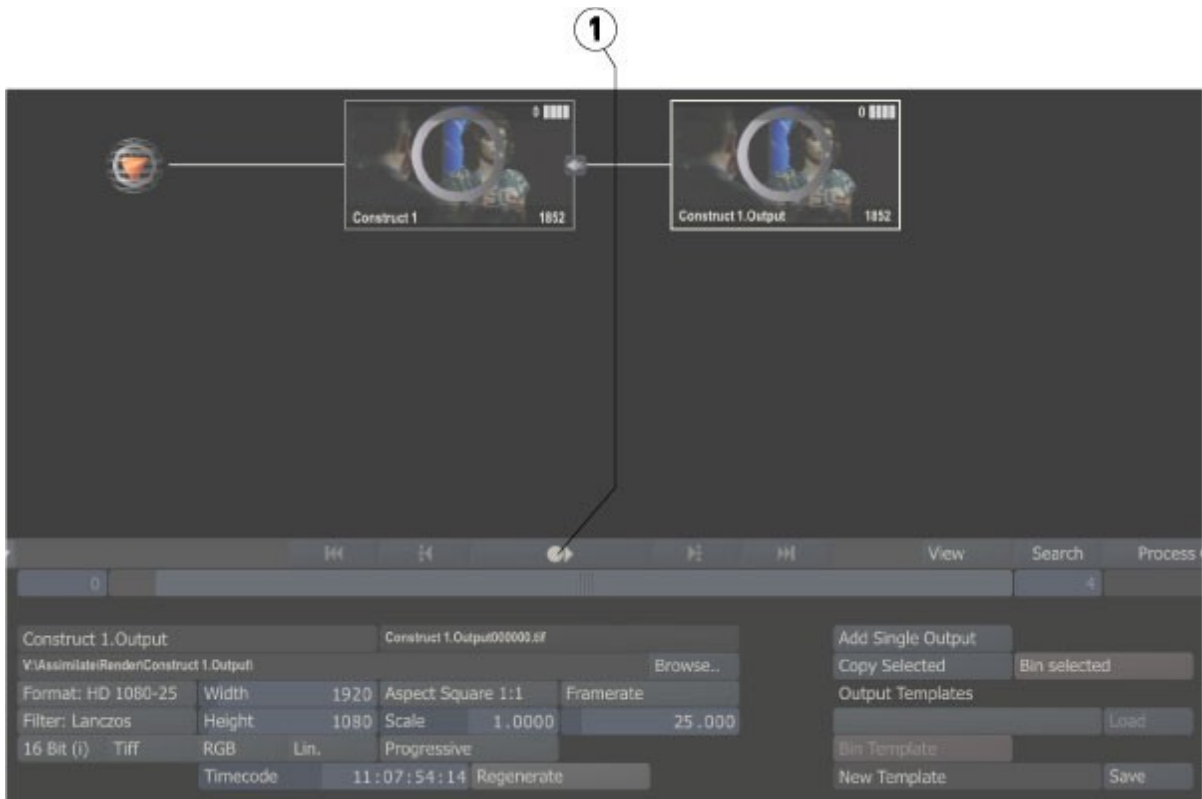 1
0
0
Construct 1
1852
Construct 1.Output
1852
View
Search
Process
0
4
Construct 1.Output
Construct 1.Output000000.tif
Add Single Output
V:\Assimilate\Render\Construct 1.Output\
Browse..
Copy Selected
Bin selected
Format: HD 1080-25
Width
1920
Aspect Square 1:1
Framerate
Output Templates
Filter: Lanczos
Height
1080
Scale
1.0000
25.000
Load
16 Bit (i)
Tiff
RGB
Lin.
Progressive
Bin Template
Timecode
11:07:54:14
Regenerate
New Template
Save